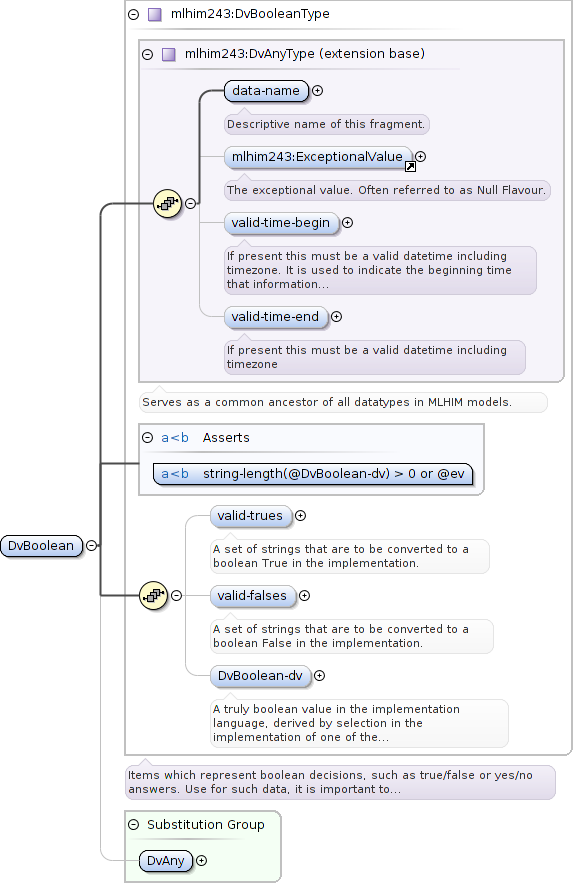 mlhim243:DvBooleanType
mlhim243:DvAnyType (extension base)
data-name
Descriptive name of this fragment.
mlhim243:ExceptionalValue
The exceptional value. Often referred to as Null Flavour.
valid-time-begin
If present this must be a valid datetime including
timezone. It is used to indicate the beginning time
that information...
valid-time-end
If present this must be a valid datetime including
timezone
Serves as a common ancestor of all datatypes in MLHIM models.
a<b Asserts
a<b string-length(@DvBoolean-dv) > 0 or @ev
DvBoolean
valid-trues
A set of strings that are to be converted to a
boolean True in the implementation.
valid-falses
A set of strings that are to be converted to a
boolean False in the implementation.
DvBoolean-dv
A truly boolean value in the implementation
language, derived by selection in the
implementation of one of the...
Items which represent boolean decisions, such as true/false or yes/no
answers. Use for such data, it is important to...
Substitution Group
DvAny